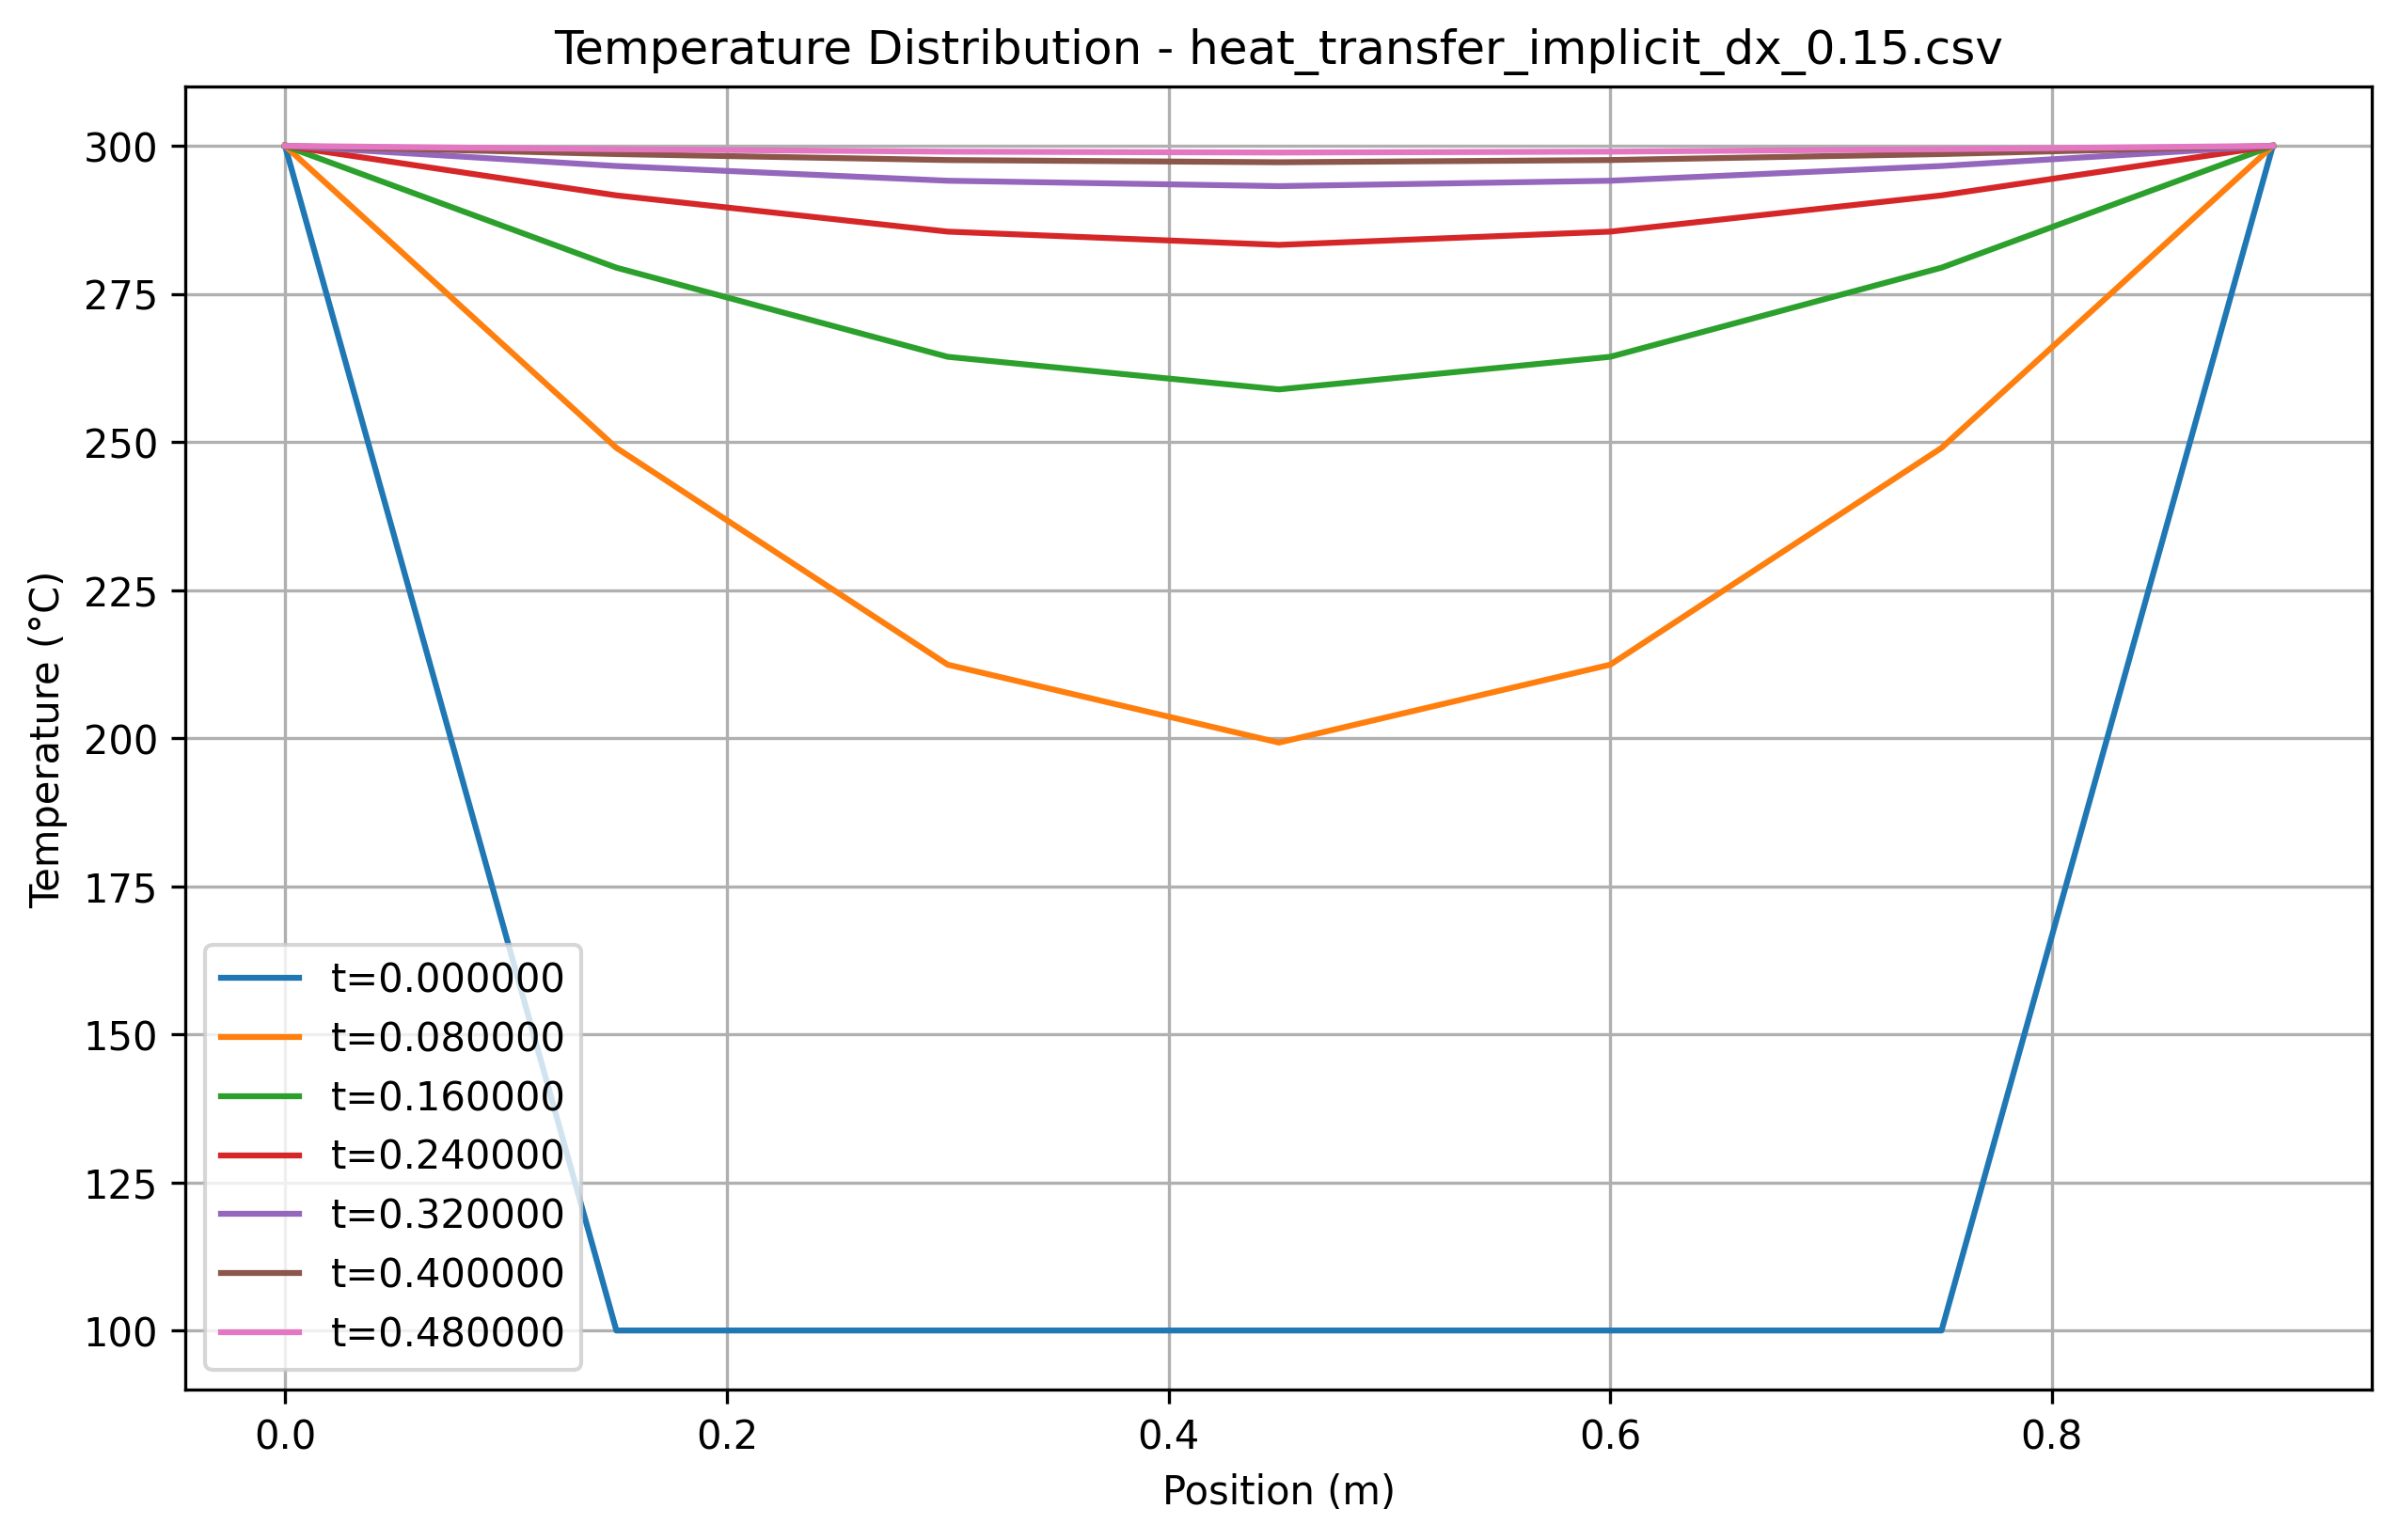 Temperature Distribution - heat_transfer_implicit_dx_0.15.csv
300
275
250
225
200
175
150
125
100
Temperature (°C)
t=0.000000
t=0.080000
t=0.160000
t=0.240000
t=0.320000
t=0.400000
t=0.480000
0.0 0.2 0.4 0.6 0.8
Position (m)